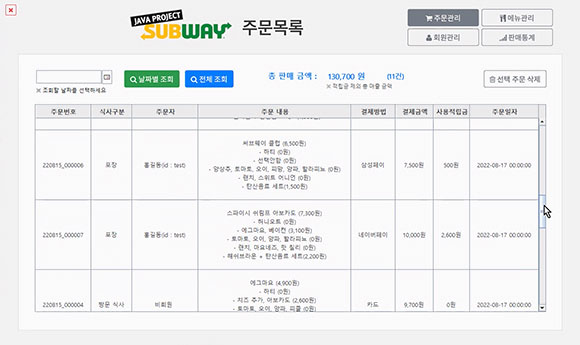 JAVA PROJECT
SUBWAY
주문목록
주문관리
메뉴관리
회원관리
판매통계
날짜별 조회
전체 조회
총 판매 금액 : 130,700 원 (11건)
선택 주문 삭제
※ 조회할 날짜를 선택하세요
※ 적립금 제외 총 매출 금액
주문번호 식사구분 주문자 주문 내용 결제방법 결제금액 사용적립금 주문일자
220815_000006 포장 홍길동(id : test) 삼성페이 7,500원 500원 2022-08-17 00:00:00
써브웨이 클럽 (6,500원)
- 하티 (0원)
- 선택안함 (0원)
- 양상추, 토마토, 오이, 피망, 양파, 할라피뇨 (0원)
- 랜치, 스위트 어니언 (0원)
- 탄산음료 세트(1,500원)
220815_000007 포장 홍길동(id : test) 네이버페이 10,000원 2,600원 2022-08-17 00:00:00
스파이시 쉬림프 아보카도 (7,300원)
- 허니오트 (0원)
- 에그마요, 베이컨 (3,100원)
- 토마토, 오이, 양파, 할라피뇨 (0원)
- 랜치, 마요네즈, 핫 칠리 (0원)
- 해쉬브라운 + 탄산음료 세트(2,200원)
220815_000004 방문 식사 비회원 카드 9,700원 0원 2022-08-17 00:00:00
에그마요 (4,900원)
- 하티 (0원)
- 치즈 추가, 아보카도 (2,600원)
- 토마토, 오이, 양파, 피클 (0원)